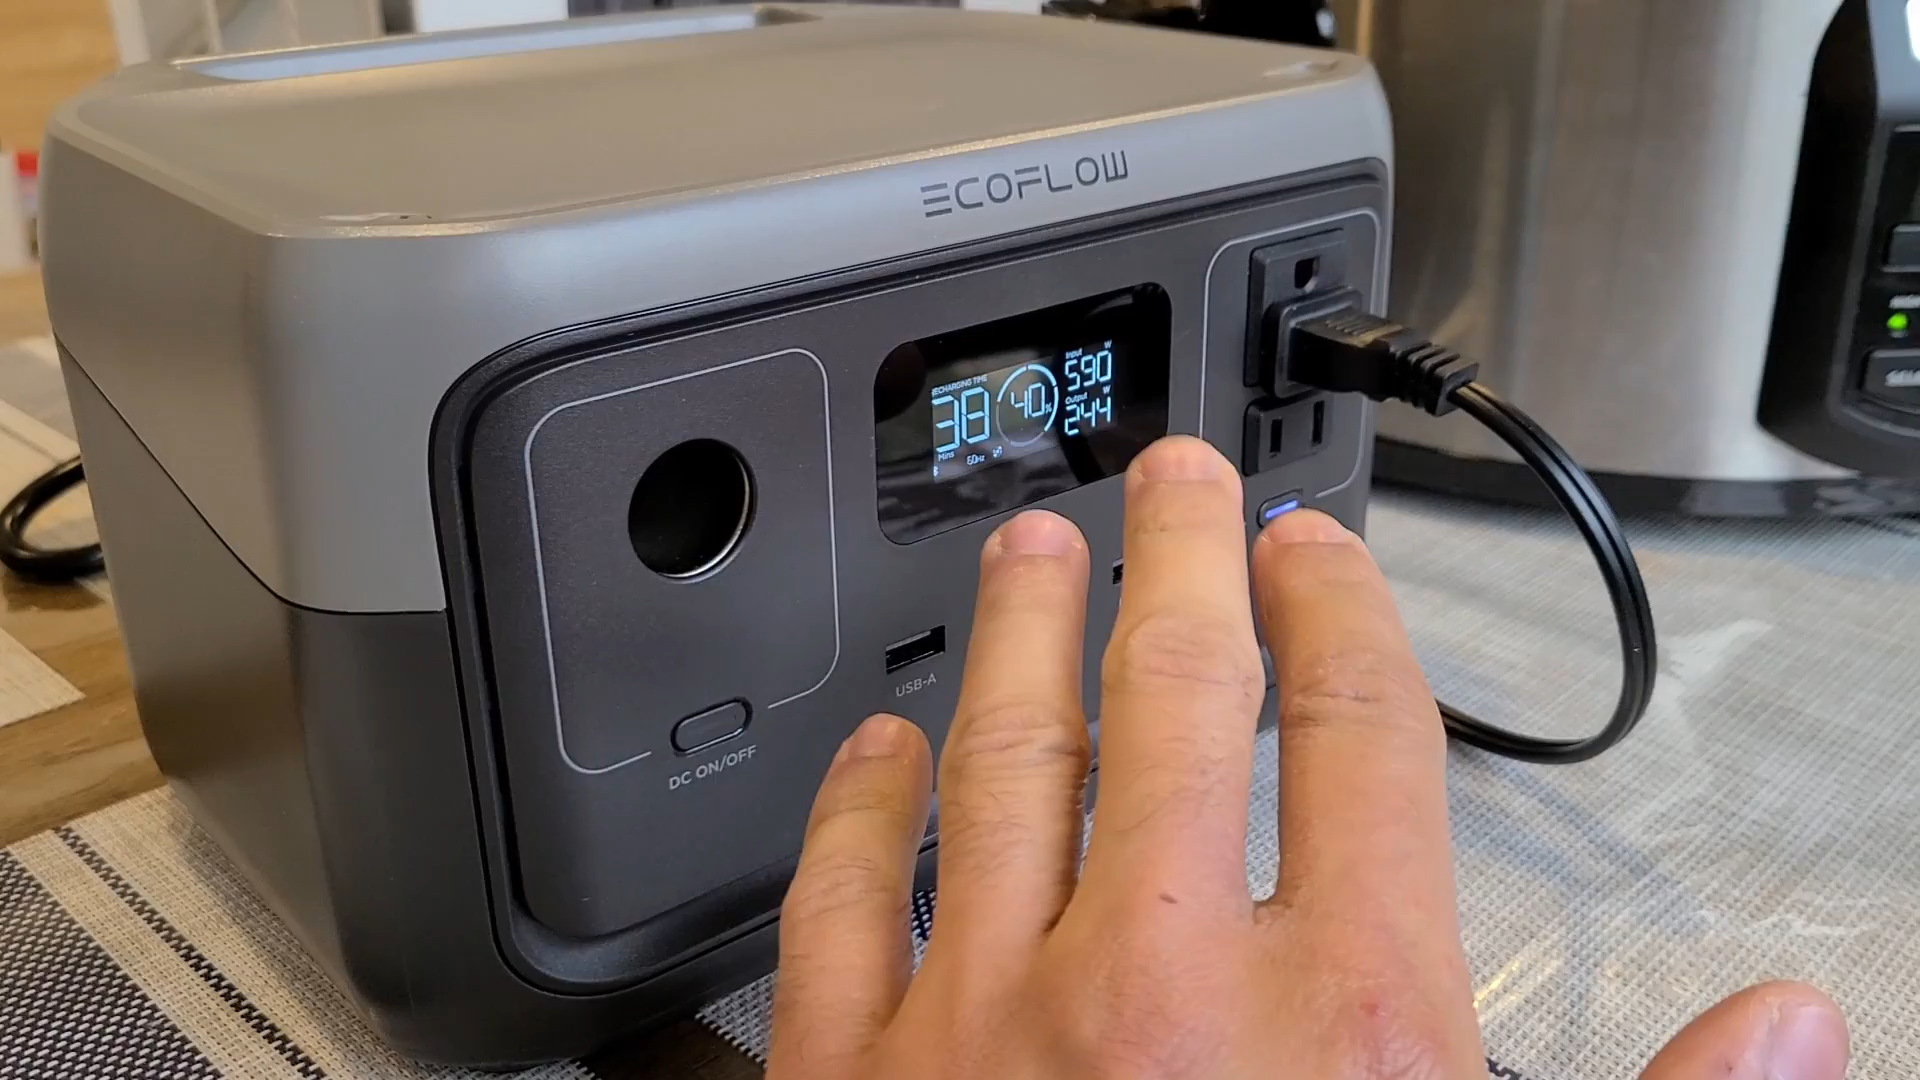 ECOFLOW
RECHARGING TIME
38
Mins
60Hz
40%
Input
W
590
Output
W
244
USB-A
DC ON/OFF